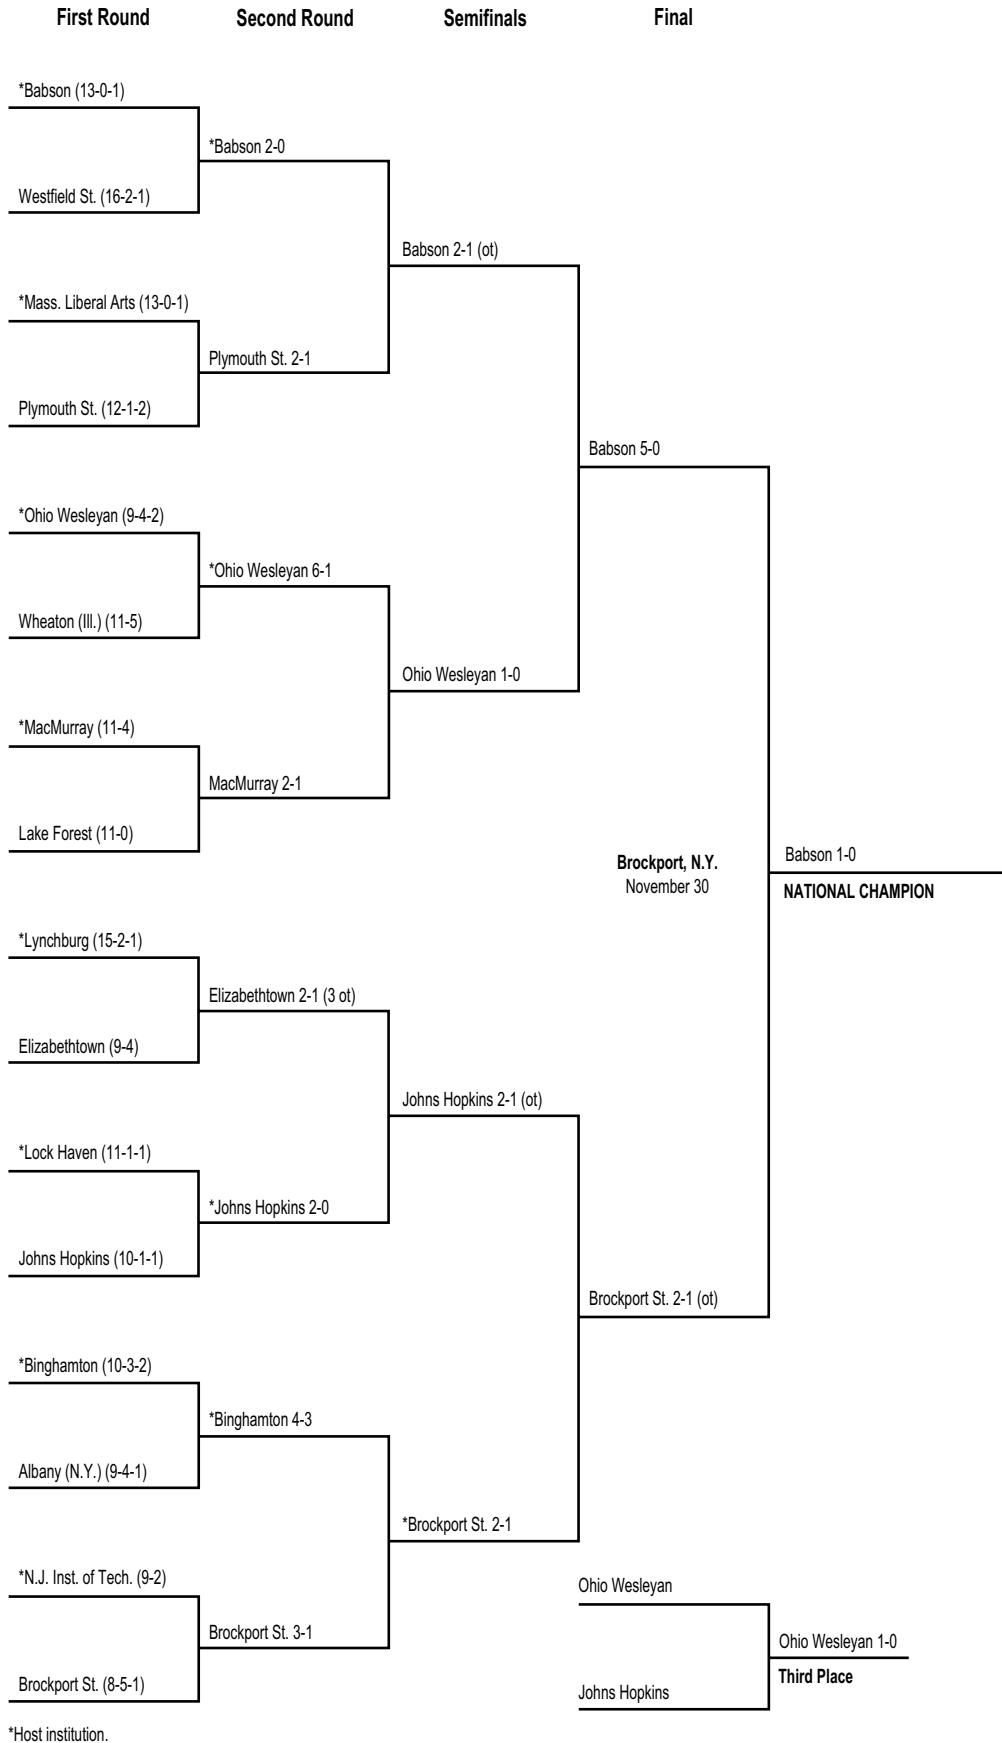 First Round
Second Round
Semifinals
Final
*Babson (13-0-1)
*Babson 2-0
Westfield St. (16-2-1)
Babson 2-1 (ot)
*Mass. Liberal Arts (13-0-1)
Plymouth St. 2-1
Plymouth St. (12-1-2)
Babson 5-0
*Ohio Wesleyan (9-4-2)
*Ohio Wesleyan 6-1
Wheaton (Ill.) (11-5)
Ohio Wesleyan 1-0
*MacMurray (11-4)
MacMurray 2-1
Lake Forest (11-0)
Brockport, N.Y.
November 30
Babson 1-0
NATIONAL CHAMPION
*Lynchburg (15-2-1)
Elizabethtown 2-1 (3 ot)
Elizabethtown (9-4)
Johns Hopkins 2-1 (ot)
*Lock Haven (11-1-1)
*Johns Hopkins 2-0
Johns Hopkins (10-1-1)
Brockport St. 2-1 (ot)
*Binghamton (10-3-2)
*Binghamton 4-3
Albany (N.Y.) (9-4-1)
*Brockport St. 2-1
*N.J. Inst. of Tech. (9-2)
Brockport St. 3-1
Brockport St. (8-5-1)
Ohio Wesleyan
Ohio Wesleyan 1-0
Third Place
Johns Hopkins
*Host institution.